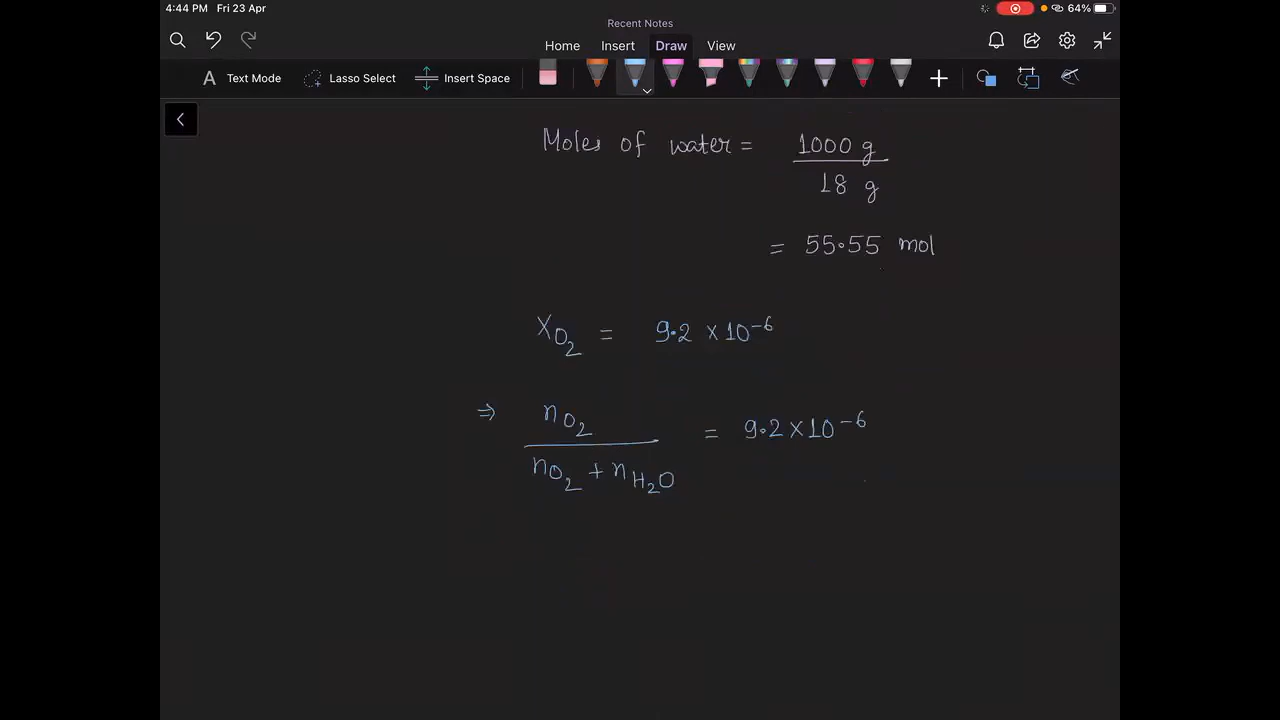 4:44 PM Fri 23 Apr
64%
Recent Notes
Home Insert Draw View
Text Mode Lasso Select Insert Space
Moles of water = 1000 g
18 g
= 55.55 mol
XO₂ = 9.2 × 10⁻⁶
⇒ nO₂ = 9.2 × 10⁻⁶
nO₂ + nH₂O